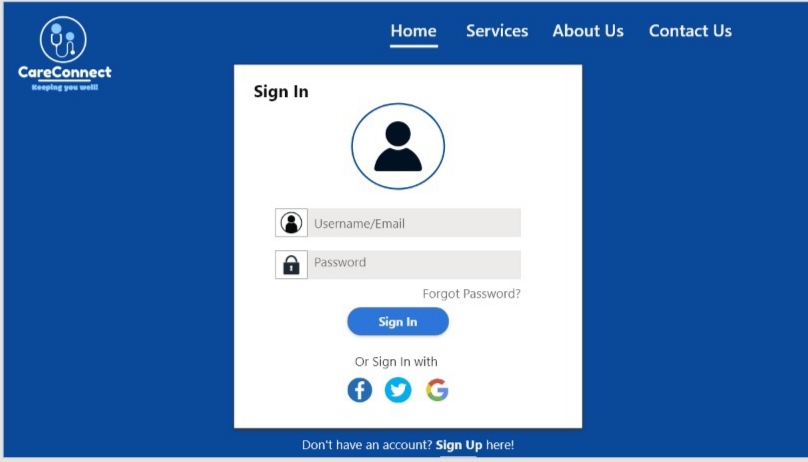 Home Services About Us Contact Us
CareConnect
Keeping you well!
Sign In
Username/Email
Password
Forgot Password?
Sign In
Or Sign In with
Don't have an account? Sign Up here!